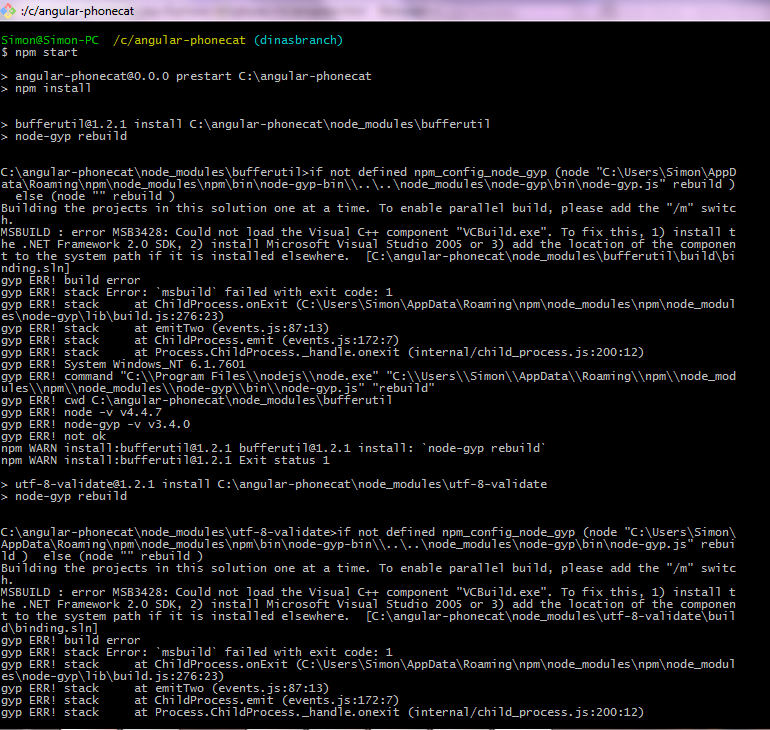 :/c/angular-phonecat
Simon@Simon-PC /c/angular-phonecat (dinasbranch)
$ npm start
> angular-phonecat@0.0.0 prestart C:\angular-phonecat
> npm install
> bufferutil@1.2.1 install C:\angular-phonecat\node_modules\bufferutil
> node-gyp rebuild
C:\angular-phonecat\node_modules\bufferutil>if not defined npm_config_node_gyp (node "C:\Users\Simon\AppD
ata\Roaming\npm\node_modules\npm\bin\node-gyp-bin\\..\..\node_modules\node-gyp\bin\node-gyp.js" rebuild )
else (node "" rebuild )
Building the projects in this solution one at a time. To enable parallel build, please add the "/m" switc
h.
MSBUILD : error MSB3428: Could not load the Visual C++ component "VCBuild.exe". To fix this, 1) install t
he .NET Framework 2.0 SDK, 2) install Microsoft Visual Studio 2005 or 3) add the location of the componen
t to the system path if it is installed elsewhere.  [C:\angular-phonecat\node_modules\bufferutil\build\bi
nding.sln]
gyp ERR! build error
gyp ERR! stack Error: `msbuild` failed with exit code: 1
gyp ERR! stack     at ChildProcess.onExit (C:\Users\Simon\AppData\Roaming\npm\node_modules\npm\node_modul
es\node-gyp\lib\build.js:276:23)
gyp ERR! stack     at emitTwo (events.js:87:13)
gyp ERR! stack     at ChildProcess.emit (events.js:172:7)
gyp ERR! stack     at Process.ChildProcess._handle.onexit (internal/child_process.js:200:12)
gyp ERR! System Windows_NT 6.1.7601
gyp ERR! command "C:\\Program Files\\nodejs\\node.exe" "C:\\Users\\Simon\\AppData\\Roaming\\npm\\node_mod
ules\\npm\\node_modules\\node-gyp\\bin\\node-gyp.js" "rebuild"
gyp ERR! cwd C:\angular-phonecat\node_modules\bufferutil
gyp ERR! node -v v4.4.7
gyp ERR! node-gyp -v v3.4.0
gyp ERR! not ok
npm WARN install:bufferutil@1.2.1 bufferutil@1.2.1 install: `node-gyp rebuild`
npm WARN install:bufferutil@1.2.1 Exit status 1
> utf-8-validate@1.2.1 install C:\angular-phonecat\node_modules\utf-8-validate
> node-gyp rebuild
C:\angular-phonecat\node_modules\utf-8-validate>if not defined npm_config_node_gyp (node "C:\Users\Simon\
AppData\Roaming\npm\node_modules\npm\bin\node-gyp-bin\\..\..\node_modules\node-gyp\bin\node-gyp.js" rebui
ld )  else (node "" rebuild )
Building the projects in this solution one at a time. To enable parallel build, please add the "/m" switc
h.
MSBUILD : error MSB3428: Could not load the Visual C++ component "VCBuild.exe". To fix this, 1) install t
he .NET Framework 2.0 SDK, 2) install Microsoft Visual Studio 2005 or 3) add the location of the componen
t to the system path if it is installed elsewhere.  [C:\angular-phonecat\node_modules\utf-8-validate\buil
d\binding.sln]
gyp ERR! build error
gyp ERR! stack Error: `msbuild` failed with exit code: 1
gyp ERR! stack     at ChildProcess.onExit (C:\Users\Simon\AppData\Roaming\npm\node_modules\npm\node_modul
es\node-gyp\lib\build.js:276:23)
gyp ERR! stack     at emitTwo (events.js:87:13)
gyp ERR! stack     at ChildProcess.emit (events.js:172:7)
gyp ERR! stack     at Process.ChildProcess._handle.onexit (internal/child_process.js:200:12)